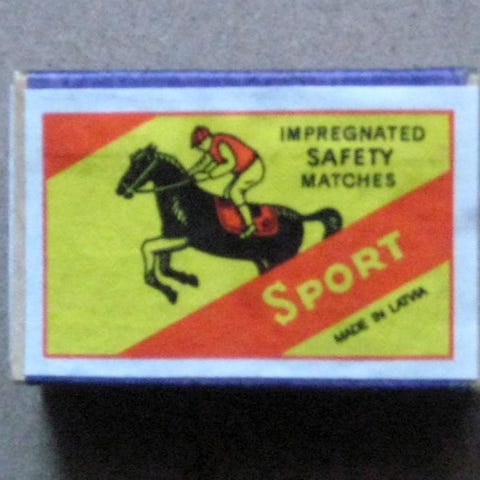 IMPREGNATED
SAFETY
MATCHES
SPORT
MADE IN LATVIA